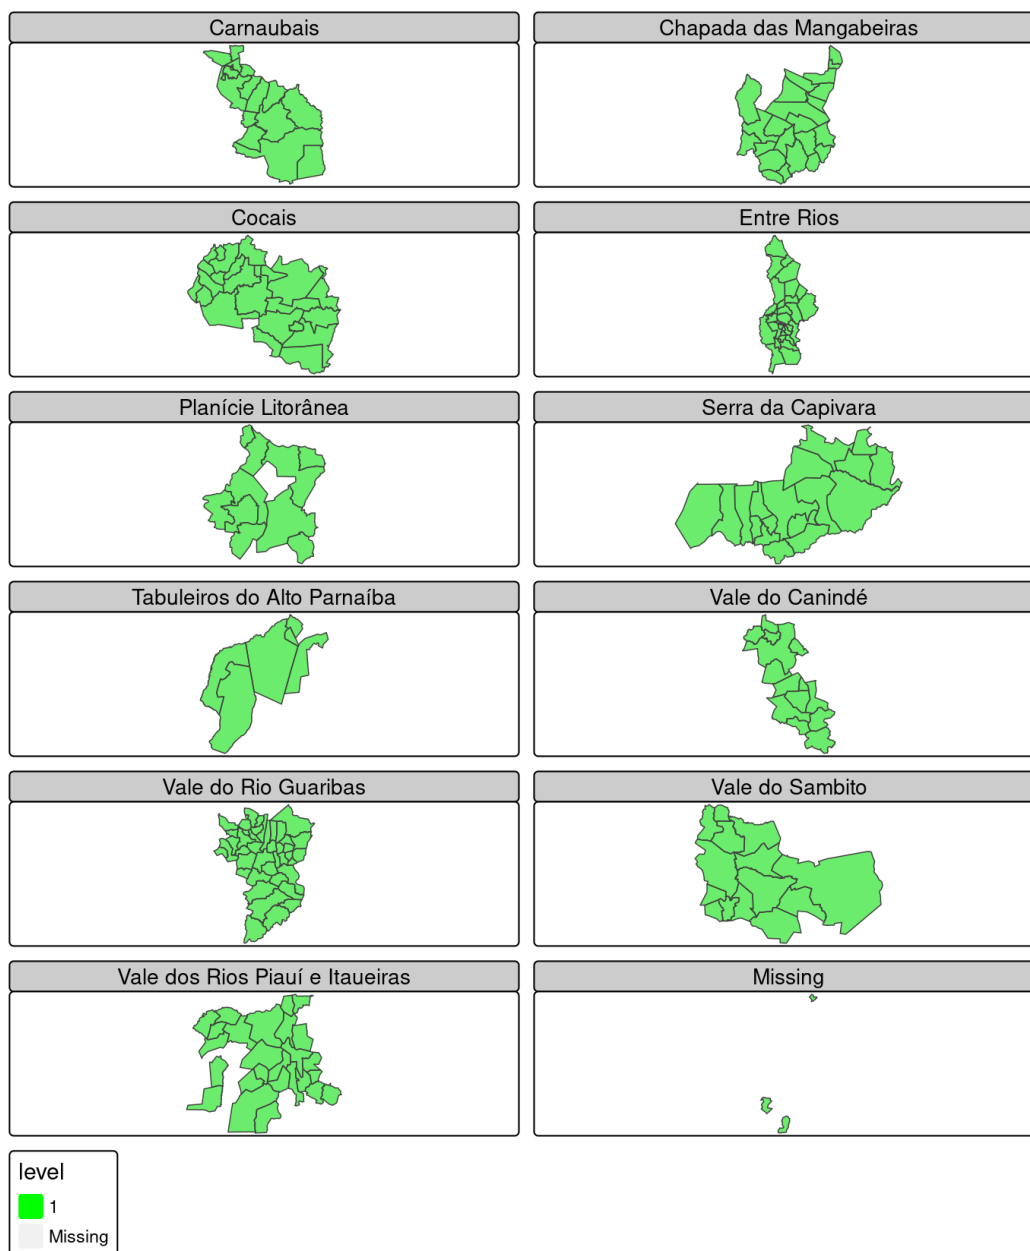 Carnaubais
Chapada das Mangabeiras
Cocais
Entre Rios
Planície Litorânea
Serra da Capivara
Tabuleiros do Alto Parnaíba
Vale do Canindé
Vale do Rio Guaribas
Vale do Sambito
Vale dos Rios Piauí e Itaueiras
Missing
level
1
Missing